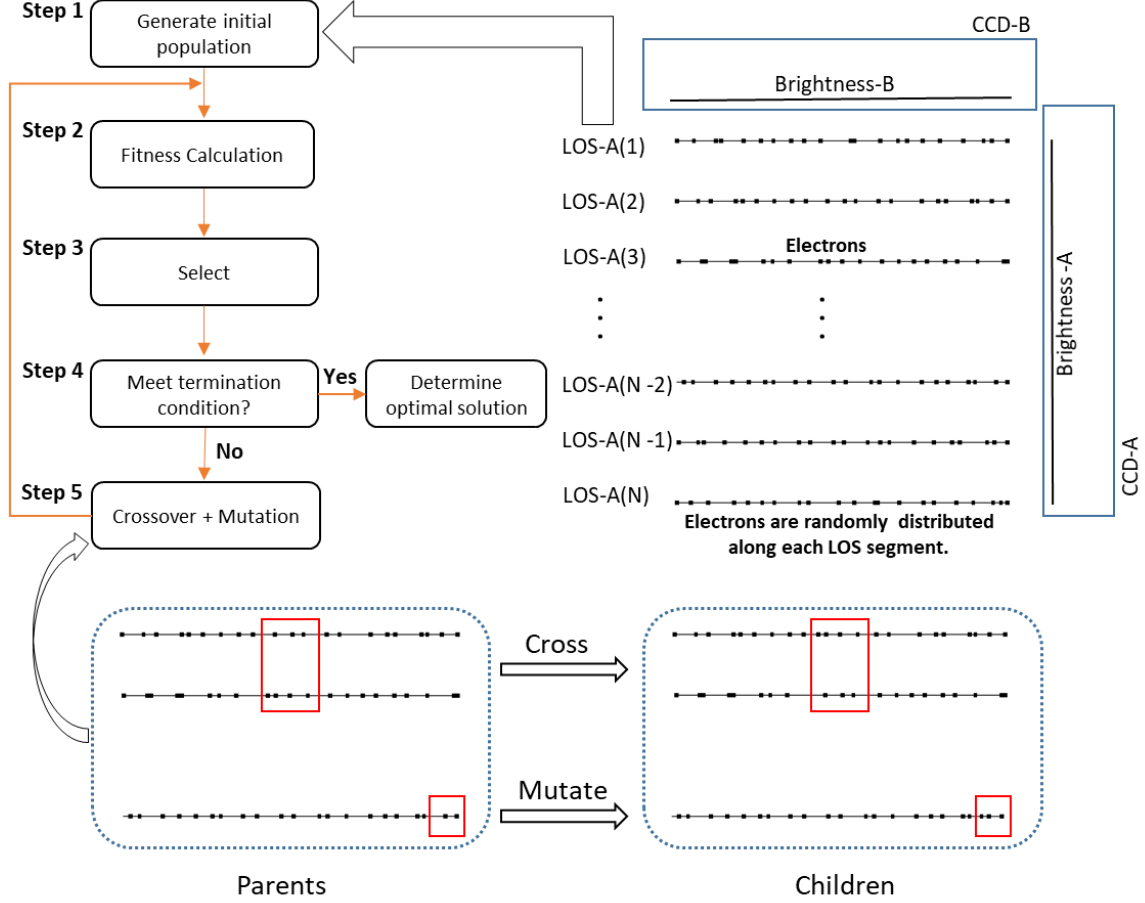 Step 1
Generate initial
population
Step 2
Fitness Calculation
Step 3
Select
Step 4
Meet termination
condition?
Yes
Determine
optimal solution
No
Step 5
Crossover + Mutation
CCD-B
Brightness-B
LOS-A(1)
LOS-A(2)
LOS-A(3)
Electrons
LOS-A(N -2)
LOS-A(N -1)
LOS-A(N)
Brightness -A
CCD-A
Electrons are randomly distributed
along each LOS segment.
Cross
Mutate
Parents
Children